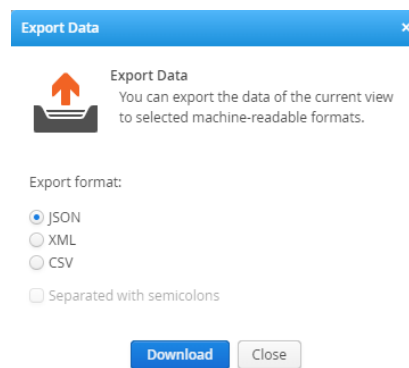 Export Data
Export Data
You can export the data of the current view
to selected machine-readable formats.
Export format:
JSON
XML
CSV
Separated with semicolons
Download Close